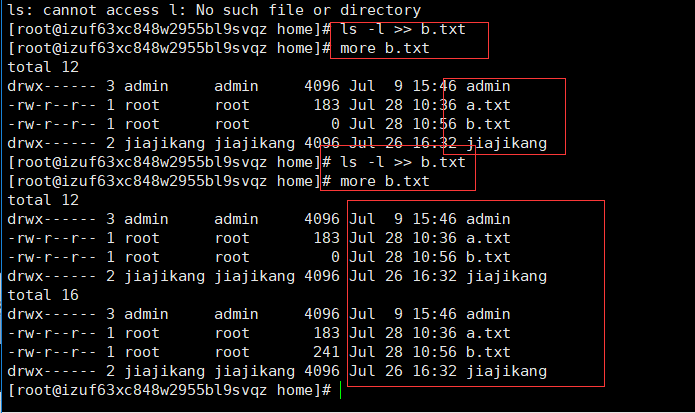 ls: cannot access l: No such file or directory
[root@izuf63xc848w2955bl9svqz home]# ls -l >> b.txt
[root@izuf63xc848w2955bl9svqz home]# more b.txt
total 12
drwx------ 3 admin     admin     4096 Jul  9 15:46 admin
-rw-r--r-- 1 root      root       183 Jul 28 10:36 a.txt
-rw-r--r-- 1 root      root         0 Jul 28 10:56 b.txt
drwx------ 2 jiajikang jiajikang 4096 Jul 26 16:32 jiajikang
[root@izuf63xc848w2955bl9svqz home]# ls -l >> b.txt
[root@izuf63xc848w2955bl9svqz home]# more b.txt
total 12
drwx------ 3 admin     admin     4096 Jul  9 15:46 admin
-rw-r--r-- 1 root      root       183 Jul 28 10:36 a.txt
-rw-r--r-- 1 root      root         0 Jul 28 10:56 b.txt
drwx------ 2 jiajikang jiajikang 4096 Jul 26 16:32 jiajikang
total 16
drwx------ 3 admin     admin     4096 Jul  9 15:46 admin
-rw-r--r-- 1 root      root       183 Jul 28 10:36 a.txt
-rw-r--r-- 1 root      root       241 Jul 28 10:56 b.txt
drwx------ 2 jiajikang jiajikang 4096 Jul 26 16:32 jiajikang
[root@izuf63xc848w2955bl9svqz home]#